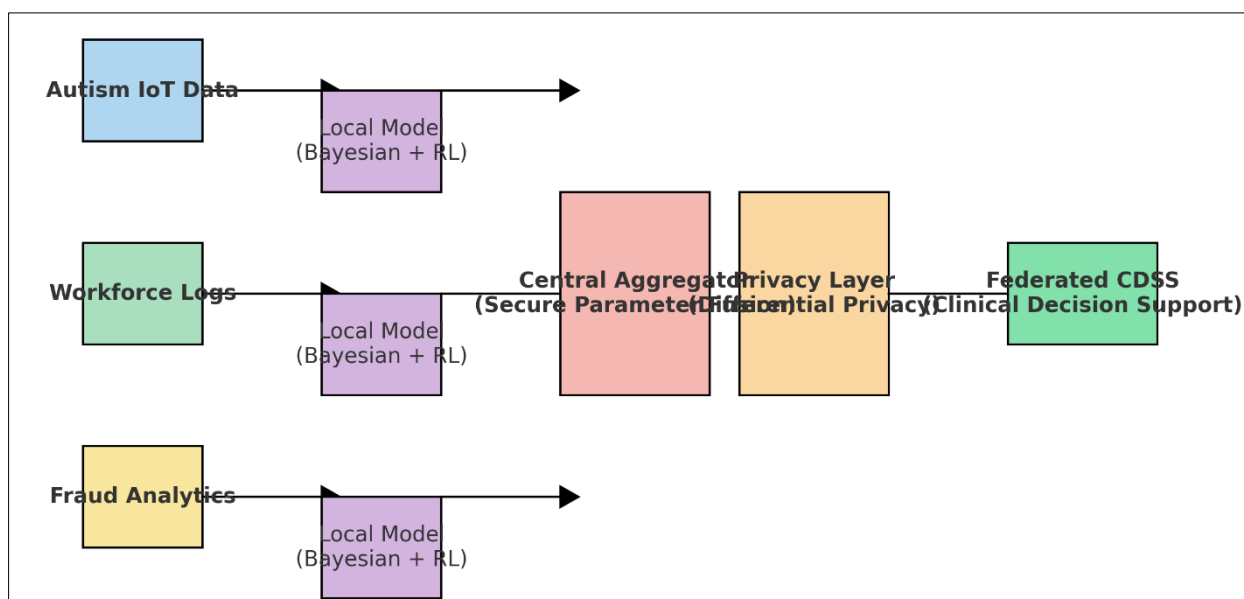 Autism IoT Data
Local Model
(Bayesian + RL)
Workforce Logs
Local Model
(Bayesian + RL)
Central Aggregator
(Secure Parameter Fusion)
Privacy Layer
(Differential Privacy)
Federated CDSS
(Clinical Decision Support)
Fraud Analytics
Local Model
(Bayesian + RL)